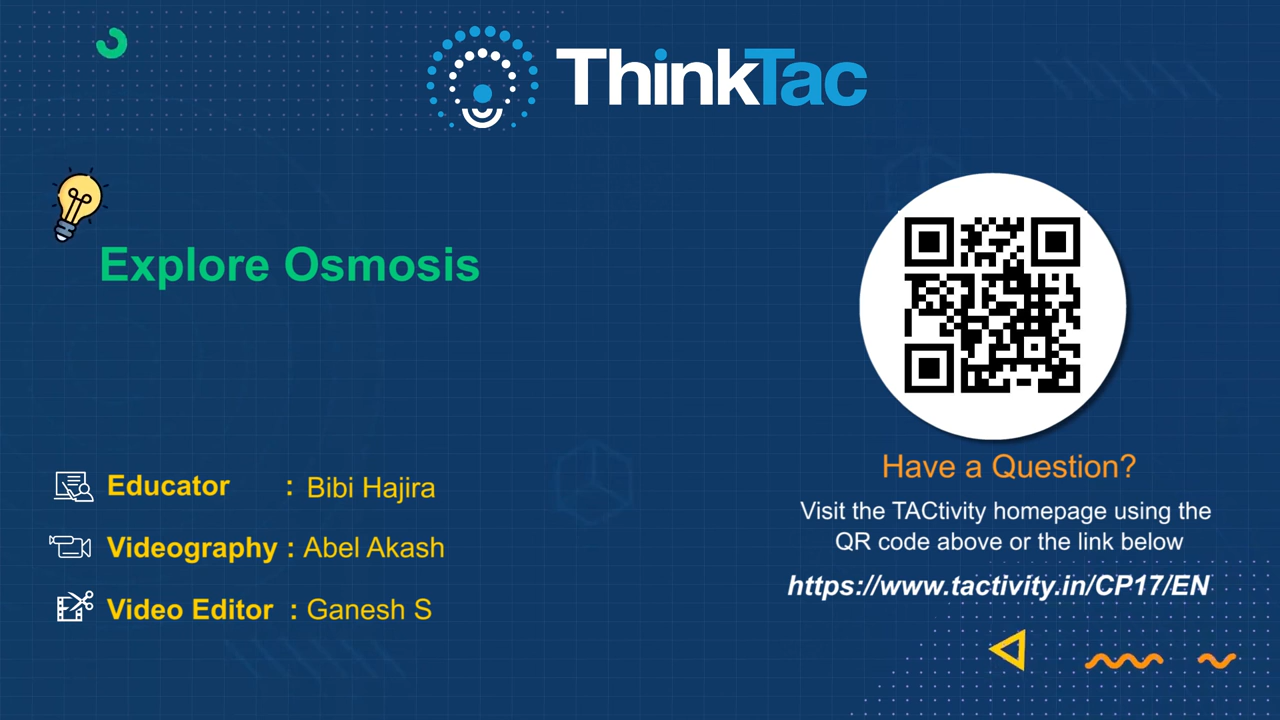 ThinkTac
Explore Osmosis
Educator : Bibi Hajira
Videography : Abel Akash
Video Editor : Ganesh S
Have a Question?
Visit the TACtivity homepage using the
QR code above or the link below
https://www.tactivity.in/CP17/EN